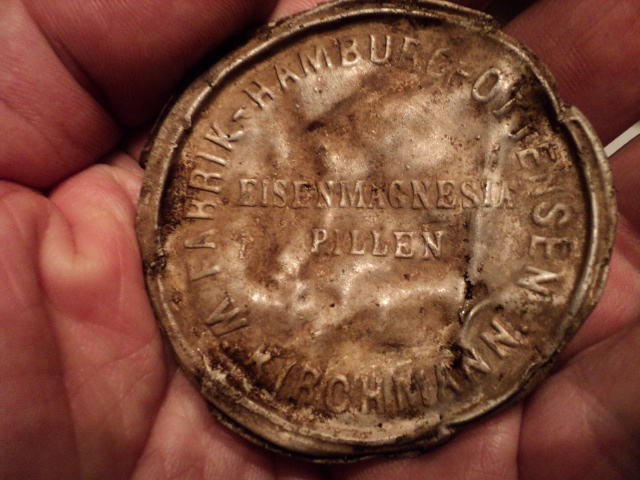 FABRIK-HAMBURG-OTTENSEN.
EISENMAGNESIA
PILLEN
W. KIRCHMANN.